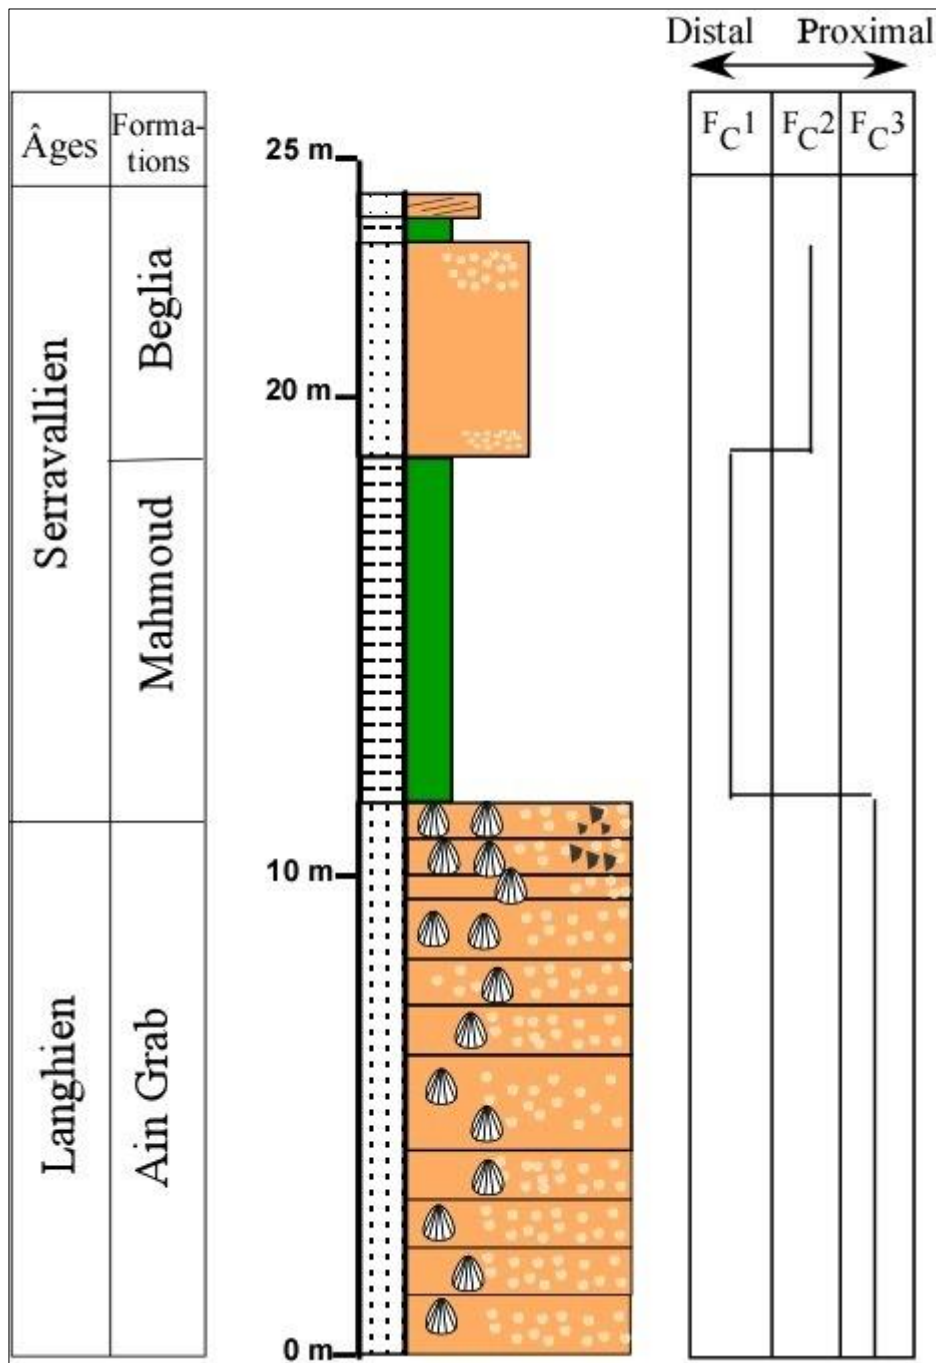 Distal Proximal
Âges
Forma-
tions
FC1 FC2 FC3
25 m
Beglia
20 m
Serravallien
Mahmoud
10 m
Langhien
Ain Grab
0 m